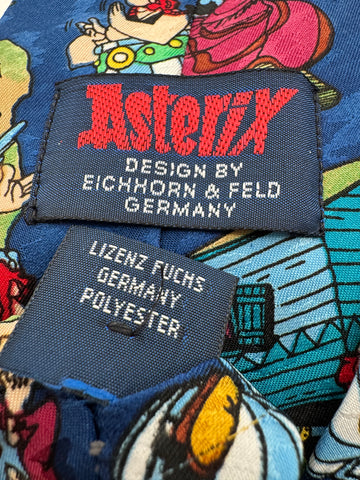 Asterix
DESIGN BY
EICHHORN & FELD
GERMANY
LIZENZ FUCHS
GERMANY
POLYESTER